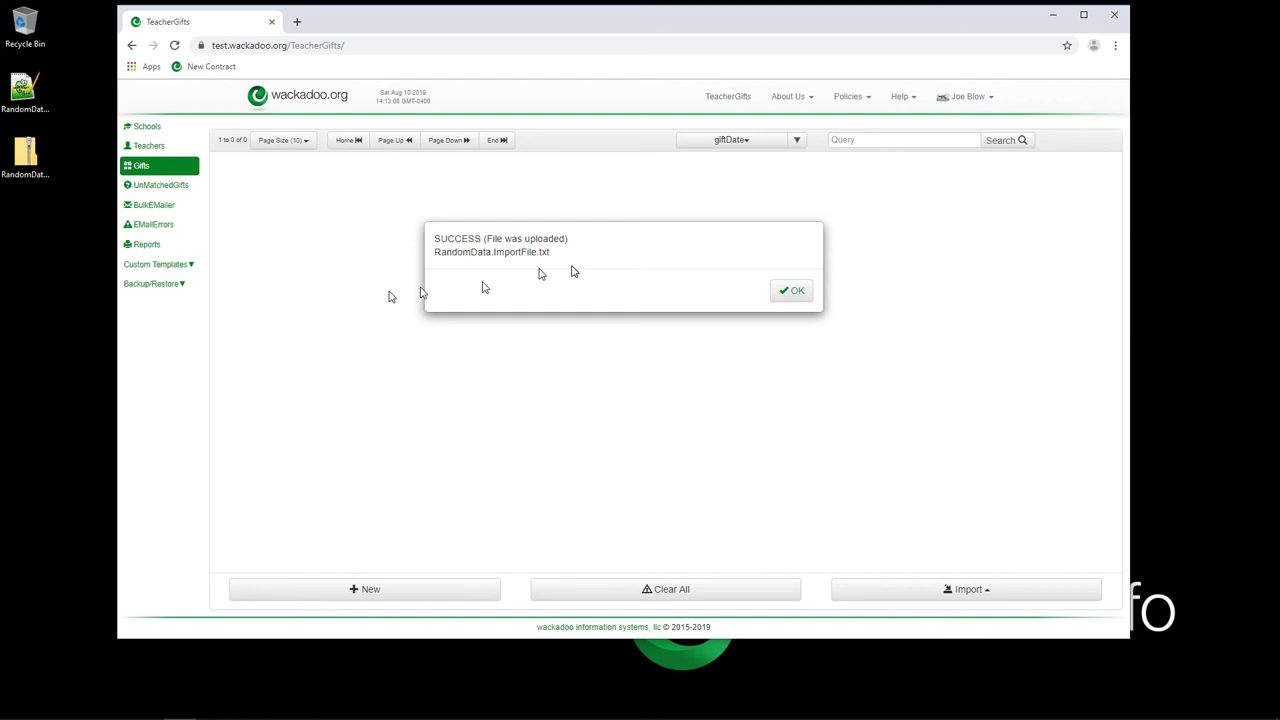 Recycle Bin
RandomDat...
RandomDat...
TeacherGifts
test.wackadoo.org/TeacherGifts/
Apps
New Contract
wackadoo.org
Sat Aug 10 2019
14:13:08 GMT-0400
TeacherGifts
About Us
Policies
Help
Joe Blow
Schools
Teachers
Gifts
UnMatchedGifts
BulkEMailer
EMailErrors
Reports
Custom Templates▼
Backup/Restore▼
1 to 0 of 0
Page Size (10)
Home
Page Up
Page Down
End
giftDate
▼
Query
Search
SUCCESS (File was uploaded)
RandomData.ImportFile.txt
OK
New
Clear All
Import
wackadoo information systems, llc © 2015-2019
fo